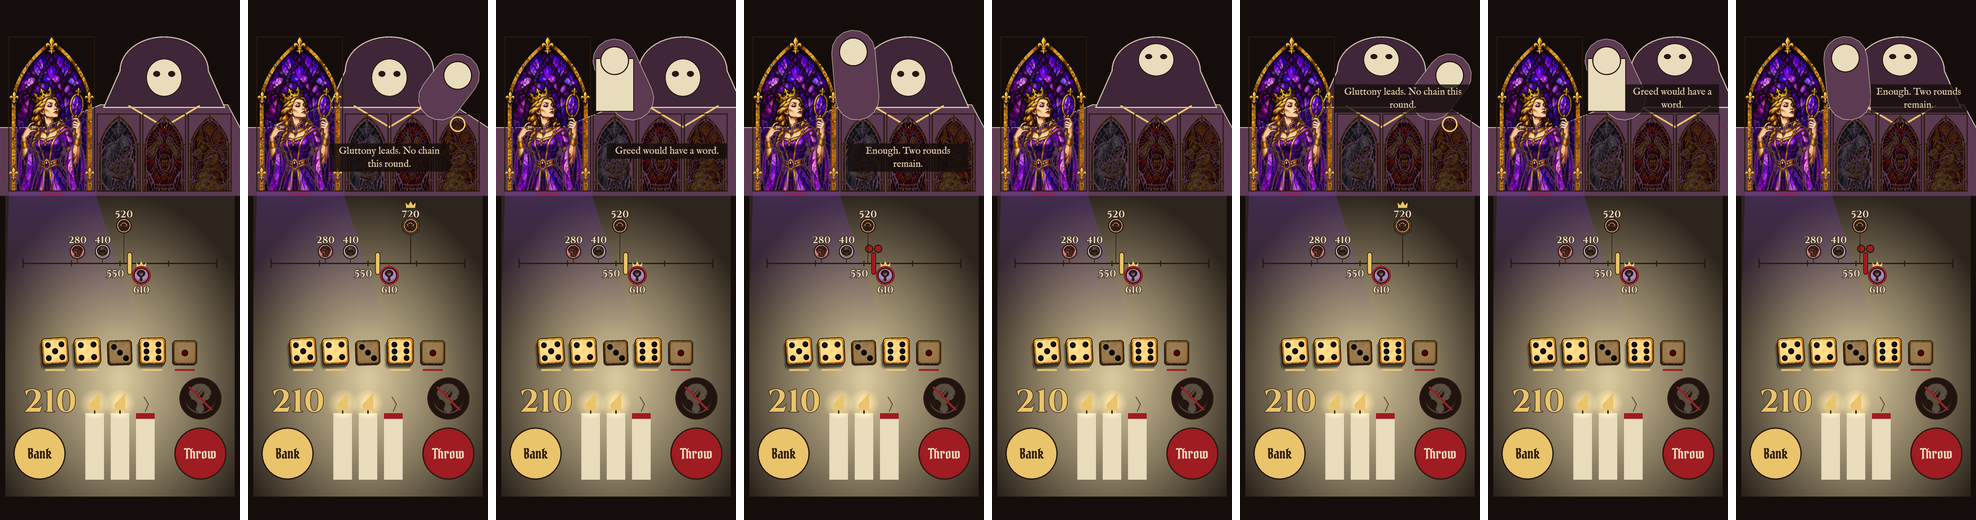 520
280 410
550
610
210
Bank
Throw
Gluttony leads. No chain
this round.
720
280 410
550
610
210
Bank
Throw
Greed would have a word.
520
280 410
550
610
210
Bank
Throw
Enough. Two rounds
remain.
520
280 410
550
610
210
Bank
Throw
520
280 410
550
610
210
Bank
Throw
Gluttony leads. No chain this
round.
720
280 410
550
610
210
Bank
Throw
Greed would have a
word.
520
280 410
550
610
210
Bank
Throw
Enough. Two rounds
remain.
520
280 410
550
610
210
Bank
Throw